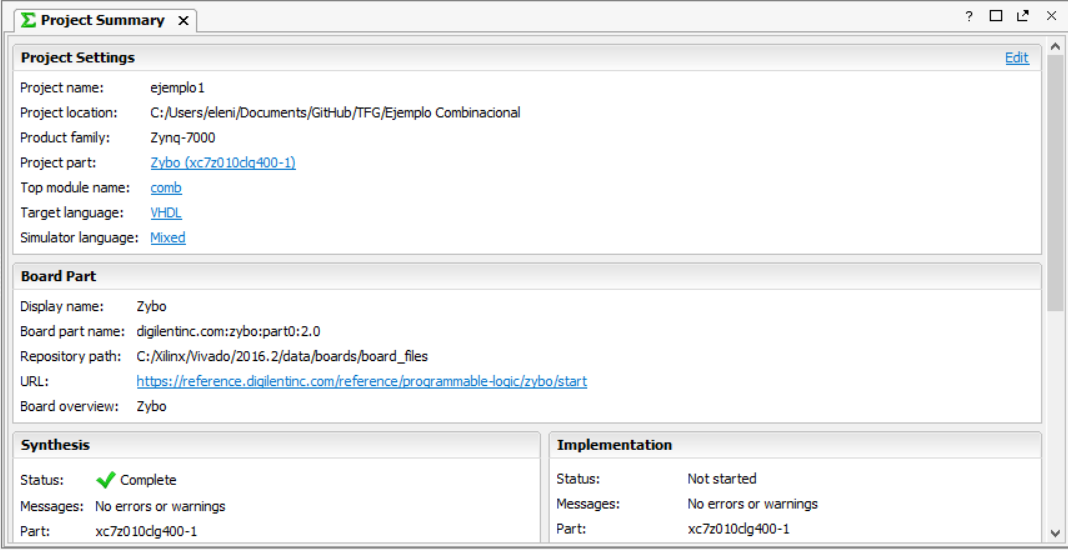 Σ Project Summary × ?
Project Settings Edit
Project name: ejemplo1
Project location: C:/Users/eleni/Documents/GitHub/TFG/Ejemplo Combinacional
Product family: Zynq-7000
Project part: Zybo (xc7z010clg400-1)
Top module name: comb
Target language: VHDL
Simulator language: Mixed
Board Part
Display name: Zybo
Board part name: digilentinc.com:zybo:part0:2.0
Repository path: C:/Xilinx/Vivado/2016.2/data/boards/board_files
URL: https://reference.digilentinc.com/reference/programmable-logic/zybo/start
Board overview: Zybo
Synthesis
Status: Complete
Messages: No errors or warnings
Part: xc7z010clg400-1
Implementation
Status: Not started
Messages: No errors or warnings
Part: xc7z010clg400-1